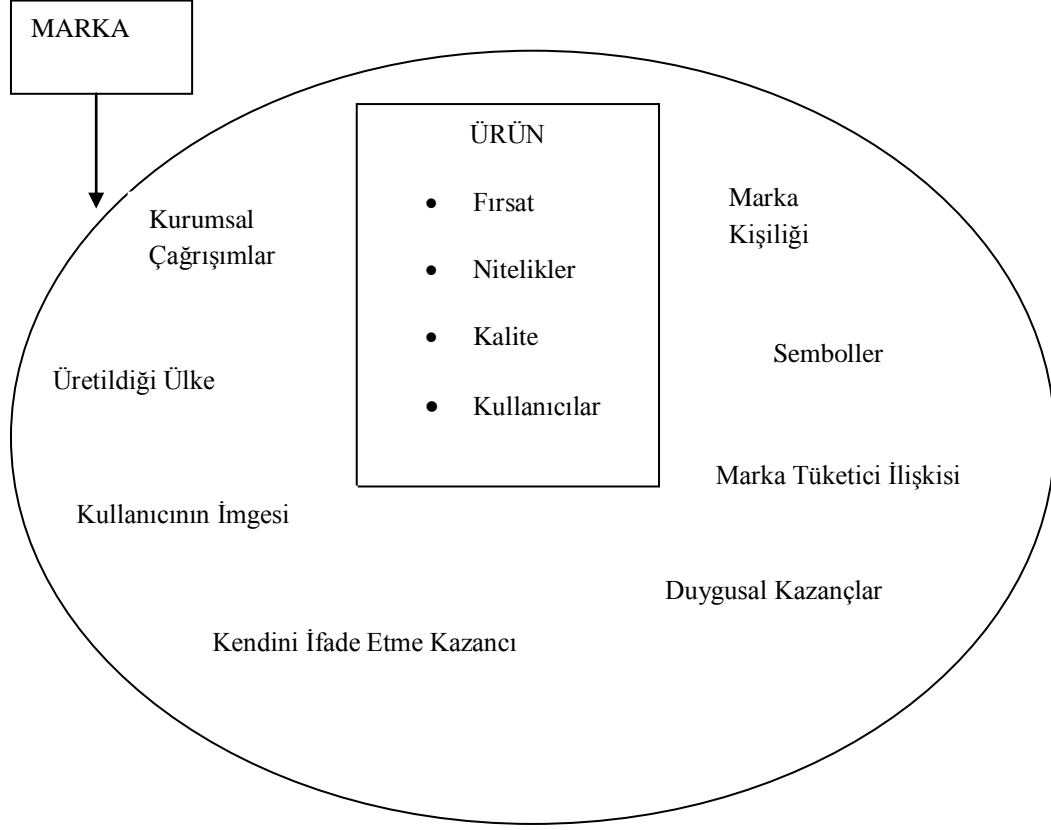 MARKA
ÜRÜN
• Fırsat
• Nitelikler
• Kalite
• Kullanıcılar
Kurumsal
Çağrışımlar
Üretildiği Ülke
Kullanıcının İmgesi
Kendini İfade Etme Kazancı
Marka
Kişiliği
Semboller
Marka Tüketici İlişkisi
Duygusal Kazançlar